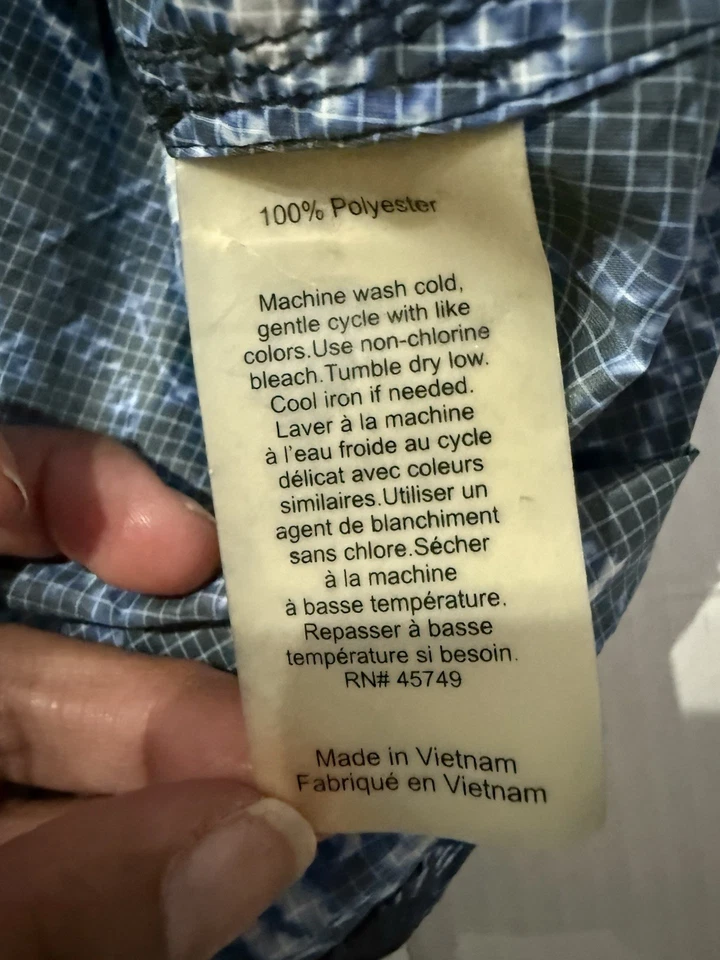 100% Polyester
Machine wash cold,
gentle cycle with like
colors.Use non-chlorine
bleach.Tumble dry low.
Cool iron if needed.
Laver à la machine
à l'eau froide au cycle
délicat avec coleurs
similaires.Utiliser un
agent de blanchiment
sans chlore.Sécher
à la machine
à basse température.
Repasser à basse
température si besoin.
RN# 45749
Made in Vietnam
Fabriqué en Vietnam